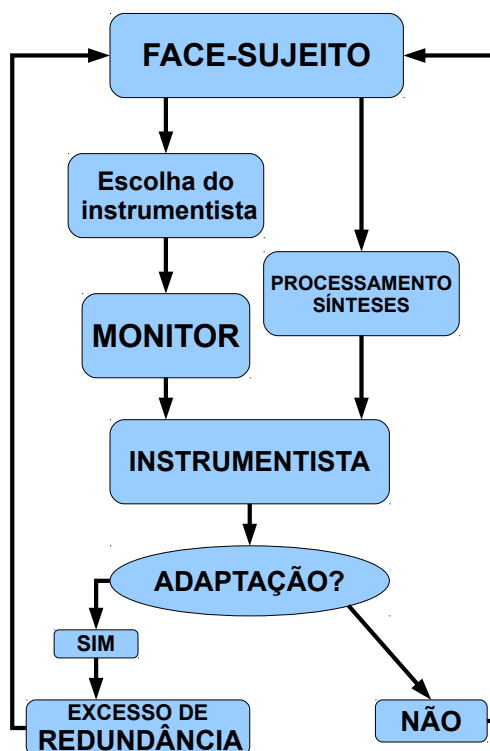 FACE-SUJEITO
Escolha do
instrumentista
PROCESSAMENTO
SÍNTESES
MONITOR
INSTRUMENTISTA
ADAPTAÇÃO?
SIM
EXCESSO DE
REDUNDÂNCIA
NÃO